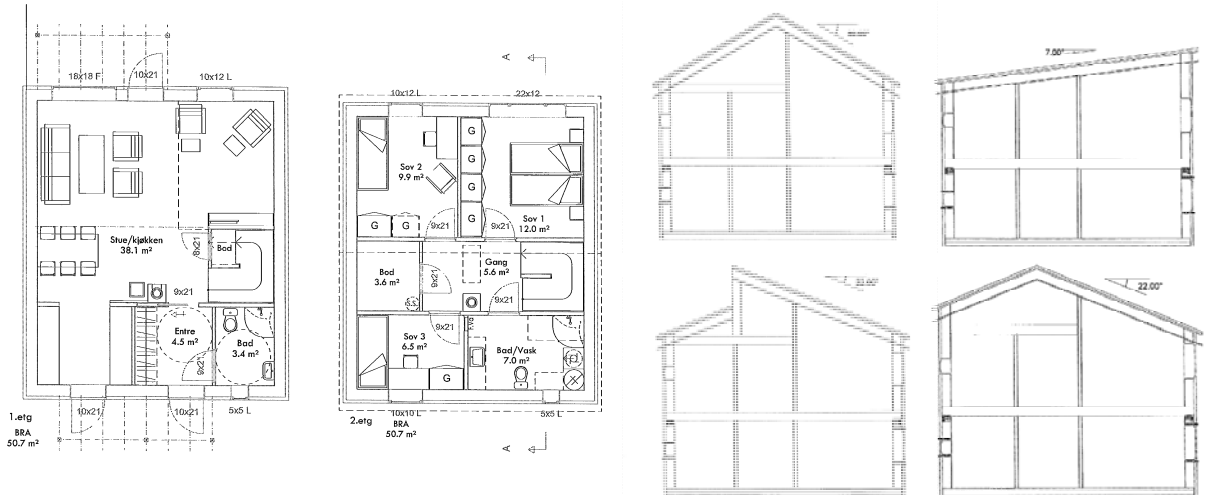 18x18 F
10x21
10x12 L
Stue/kjøkken
38.1 m²
8x21
Bod
9x21
Entre
4.5 m²
Bad
3.4 m²
9x21
10x21
10x21
5x5 L
1.etg
BRA
50.7 m²
A
10x12 L
22x12
Sov 2
9.9 m²
G
G
G
G
Sov 1
12.0 m²
G
G
9x21
9x21
Bod
3.6 m²
9x21
Gang
5.6 m²
9x21
9x21
Sov 3
6.5 m²
G
Bad/Vask
7.0 m²
10x10 L
5x5 L
2.etg
BRA
50.7 m²
A
7.00°
22.00°